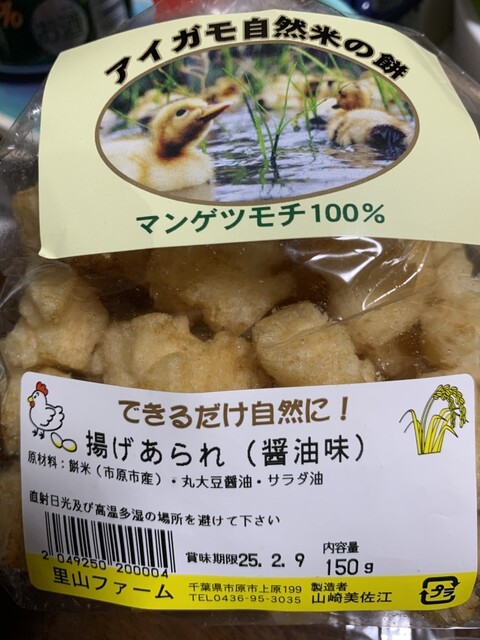 アイガモ自然米の餅
マンゲツモチ100%
できるだけ自然に！
揚げあられ（醤油味）
原材料：餅米（市原市産）・丸大豆醤油・サラダ油
直射日光及び高温多湿の場所を避けて下さい
2 049250 200004
賞味期限25. 2. 9
内容量
150g
里山ファーム
千葉県市原市上原199
TEL0436-95-3035
製造者
山崎美佐江
プラ